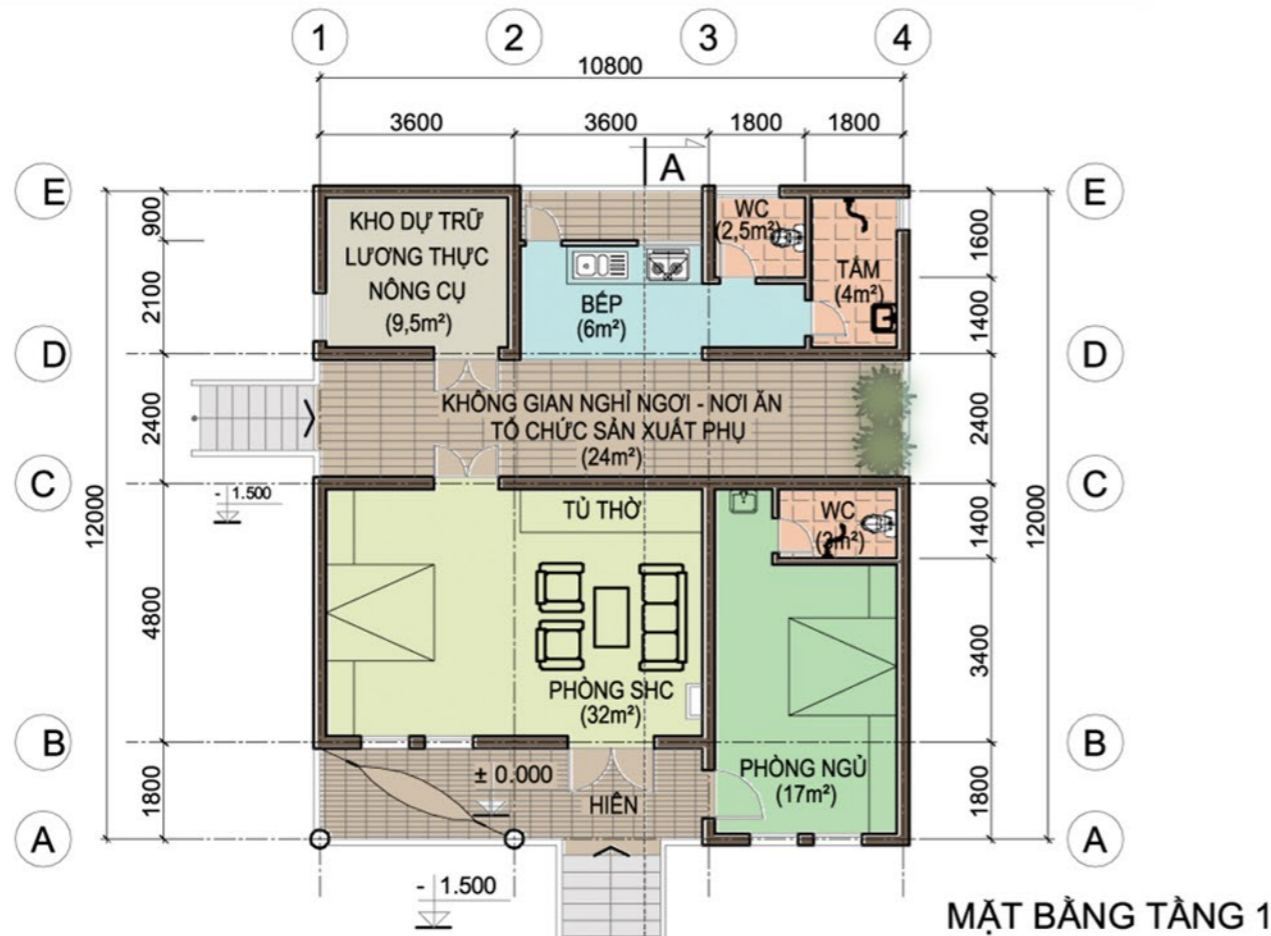 1
2
3
4
10800
3600
3600
1800
1800
A
E
E
900
2100
2400
4800
1800
12000
1600
1400
2400
1400
3400
1800
12000
KHO DỰ TRỮ
LƯƠNG THỰC
NÔNG CỤ
(9,5m²)
WC
(2,5m²)
TẮM
(4m²)
BẾP
(6m²)
D
D
KHÔNG GIAN NGHỈ NGƠI - NƠI ĂN
TỔ CHỨC SẢN XUẤT PHỤ
(24m²)
C
C
- 1.500
TỦ THỜ
WC
(3m²)
PHÒNG SHC
(32m²)
B
B
± 0.000
HIÊN
PHÒNG NGỦ
(17m²)
A
A
- 1.500
MẶT BẰNG TẦNG 1